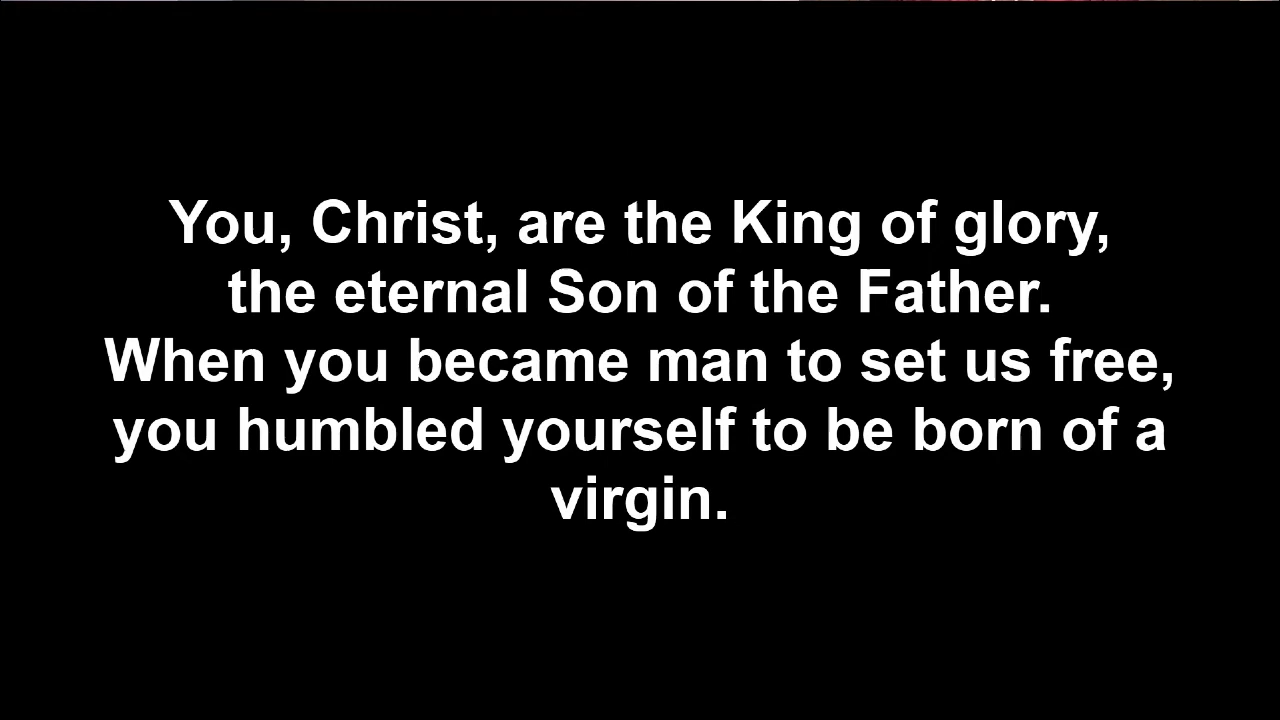 You, Christ, are the King of glory,
the eternal Son of the Father.
When you became man to set us free,
you humbled yourself to be born of a
virgin.